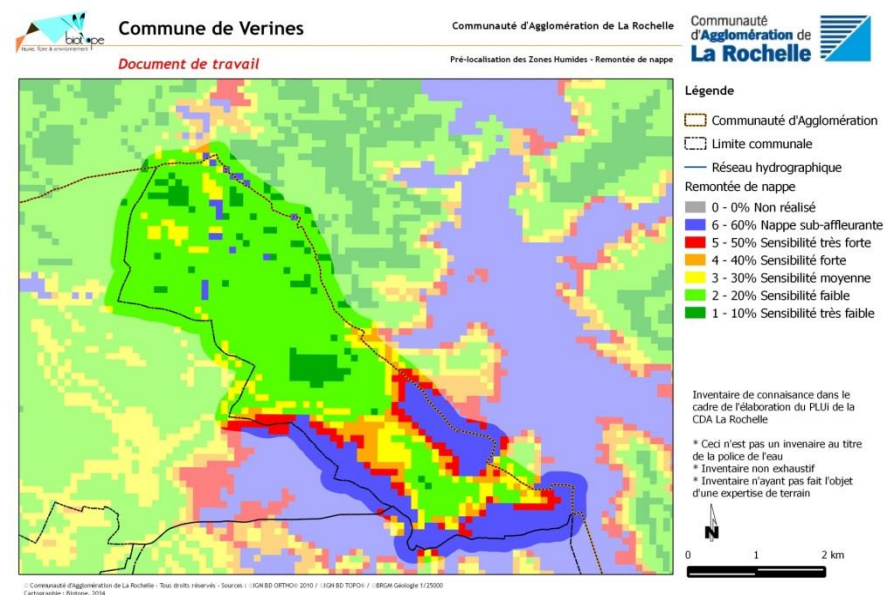 biotope
faune, flore & environnement
Commune de Verines
Document de travail
Communauté d'Agglomération de La Rochelle
Pré-localisation des Zones Humides - Remontée de nappe
Communauté
d'Agglomération de
La Rochelle
Légende
Communauté d'Agglomération
Limite communale
Réseau hydrographique
Remontée de nappe
0 - 0% Non réalisé
6 - 60% Nappe sub-affleurante
5 - 50% Sensibilité très forte
4 - 40% Sensibilité forte
3 - 30% Sensibilité moyenne
2 - 20% Sensibilité faible
1 - 10% Sensibilité très faible
Inventaire de connaisance dans le
cadre de l'élaboration du PLUi de la
CDA La Rochelle
* Ceci n'est pas un invenaire au titre
de la police de l'eau
* Inventaire non exhaustif
* Inventaire n'ayant pas fait l'objet
d'une expertise de terrain
N
0 1 2 km
© Communauté d'Agglomération de La Rochelle - Tous droits réservés - Sources : ©IGN BD ORTHO® 2010 / ©IGN BD TOPO® / ©BRGM Géologie 1/25000
Cartographie : Biotope, 2014